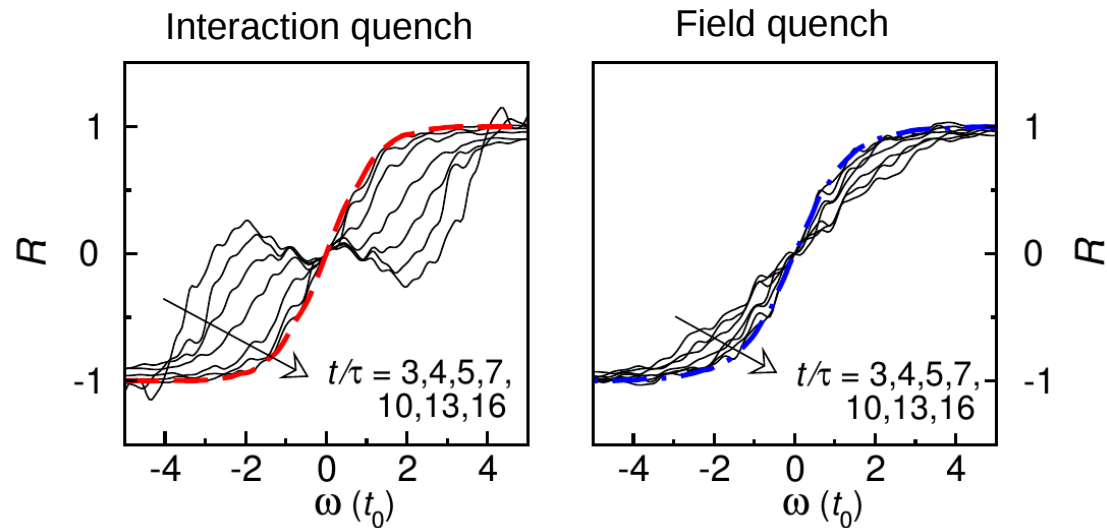 Interaction quench
Field quench
R
1
0
-1
t/τ = 3,4,5,7,
10,13,16
-4 -2 0 2 4
ω (t₀)
t/τ = 3,4,5,7,
10,13,16
-4 -2 0 2 4
ω (t₀)
1
0
-1
R